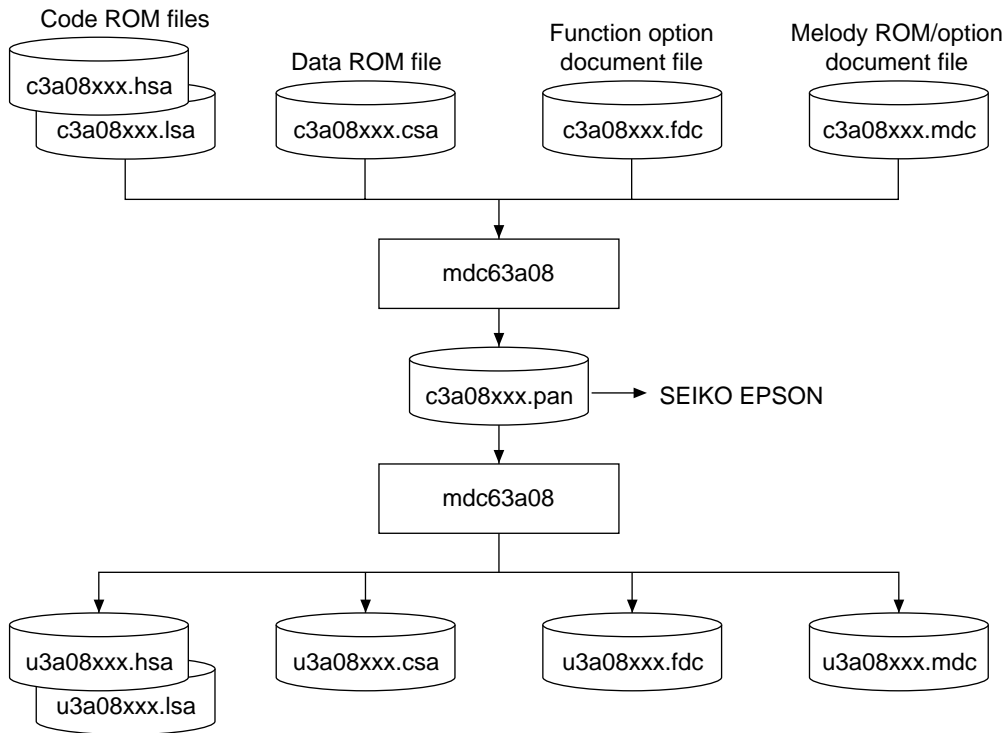 Code ROM files
c3a08xxx.hsa
c3a08xxx.lsa
Data ROM file
c3a08xxx.csa
Function option
document file
c3a08xxx.fdc
Melody ROM/option
document file
c3a08xxx.mdc
mdc63a08
c3a08xxx.pan
SEIKO EPSON
mdc63a08
u3a08xxx.hsa
u3a08xxx.lsa
u3a08xxx.csa
u3a08xxx.fdc
u3a08xxx.mdc